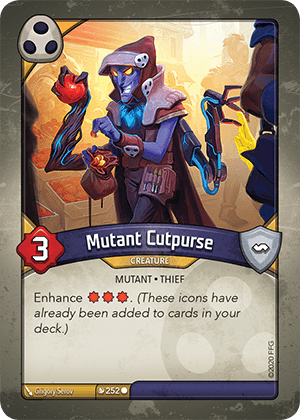 Mutant Cutpurse
3
CREATURE
MUTANT • THIEF
Enhance . (These icons have
already been added to cards in your
deck.)
Grigory Serov
252
©2020 FFG